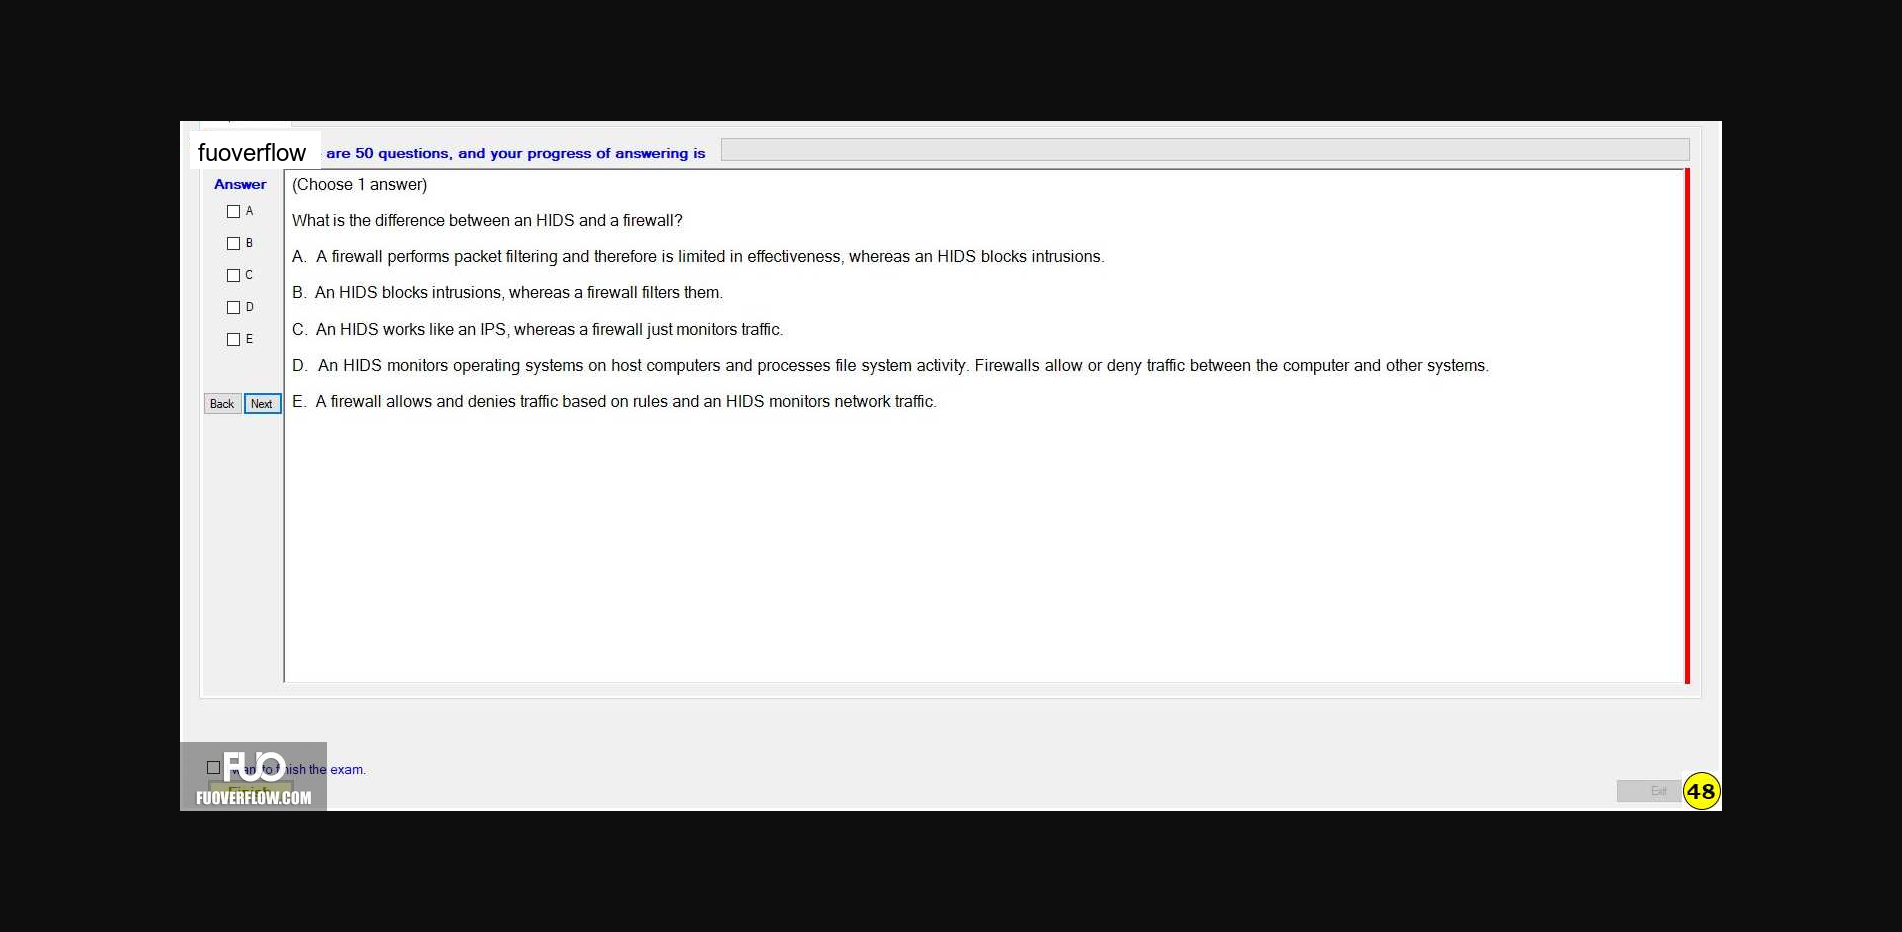 fuoverflow are 50 questions, and your progress of answering is
Answer
(Choose 1 answer)
A
What is the difference between an HIDS and a firewall?
B
A. A firewall performs packet filtering and therefore is limited in effectiveness, whereas an HIDS blocks intrusions.
C
B. An HIDS blocks intrusions, whereas a firewall filters them.
D
C. An HIDS works like an IPS, whereas a firewall just monitors traffic.
E
D. An HIDS monitors operating systems on host computers and processes file system activity. Firewalls allow or deny traffic between the computer and other systems.
Back Next
E. A firewall allows and denies traffic based on rules and an HIDS monitors network traffic.
FUO
want to finish the exam.
Finish
FUOVERFLOW.COM
Exit
48